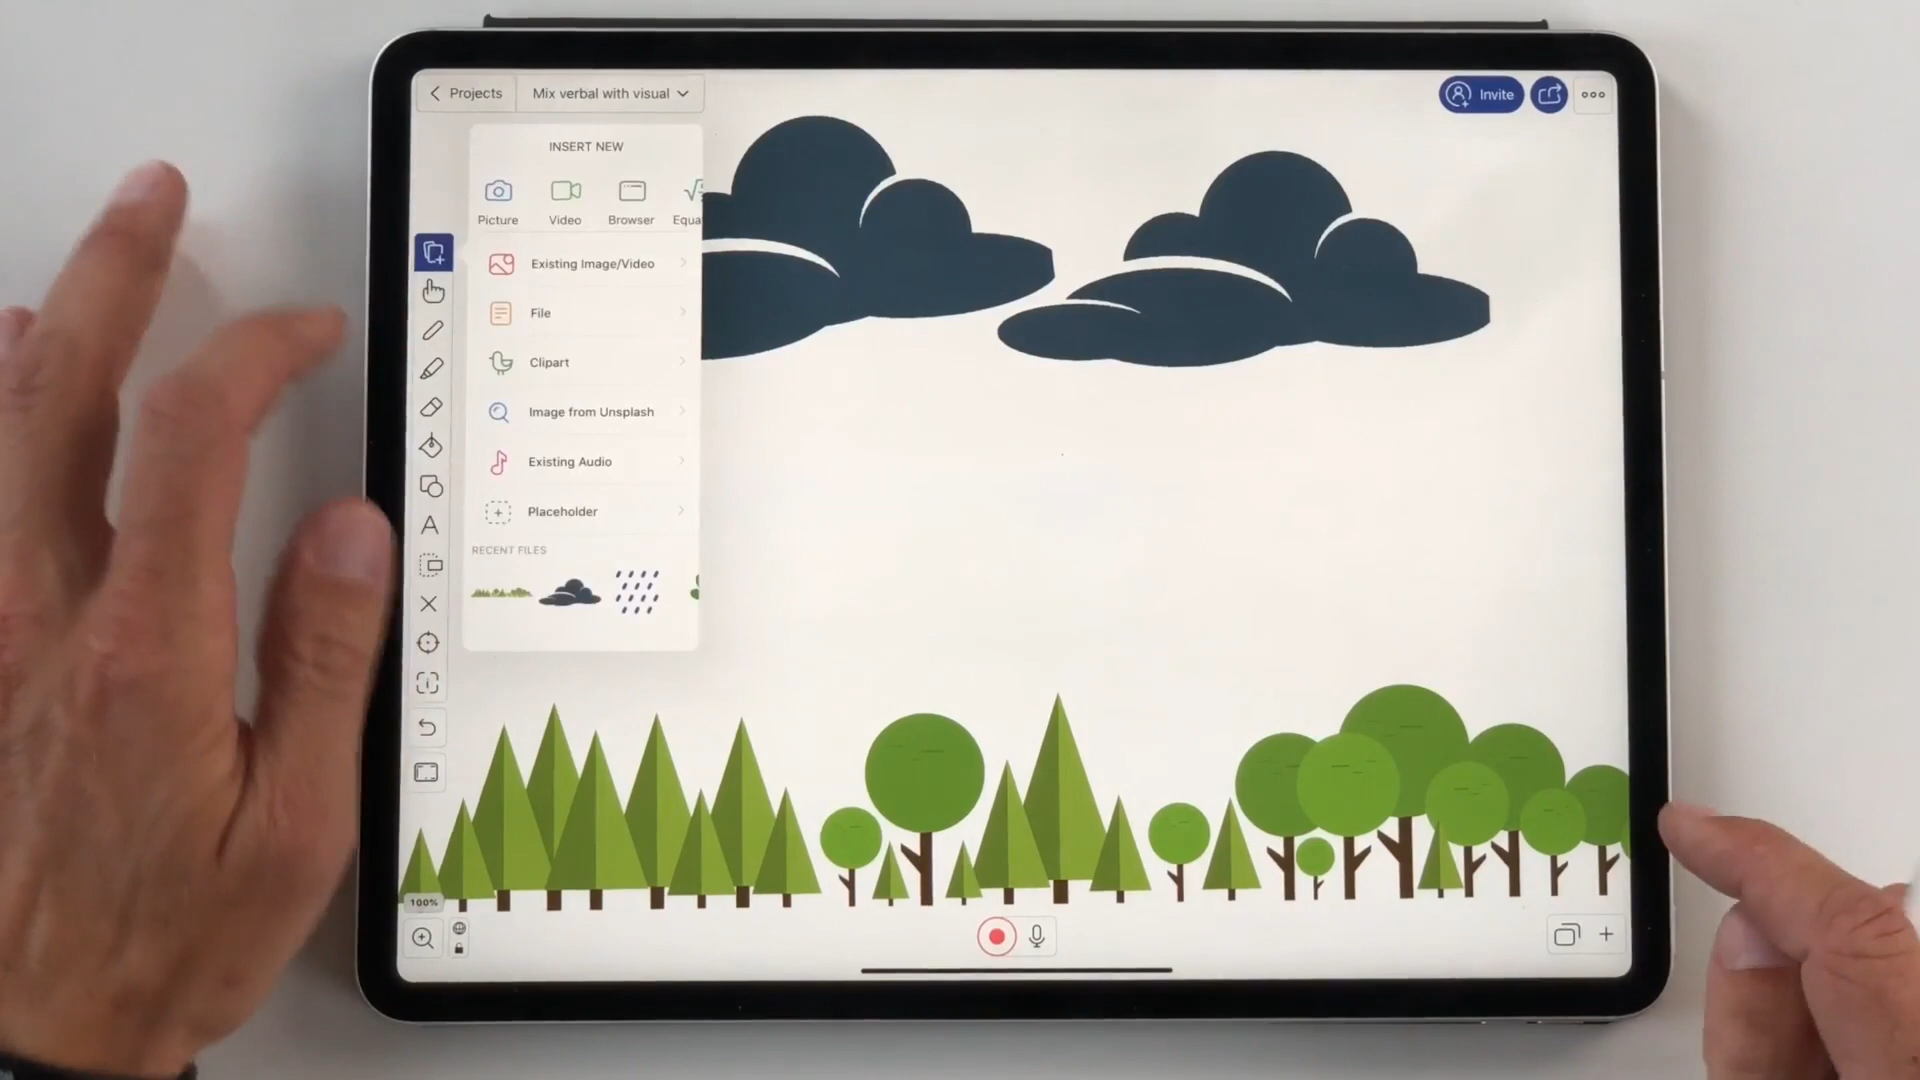 Projects
Mix verbal with visual
Invite
INSERT NEW
Picture
Video
Browser
Equa
Existing Image/Video
File
Clipart
Image from Unsplash
Existing Audio
Placeholder
RECENT FILES
A
100%